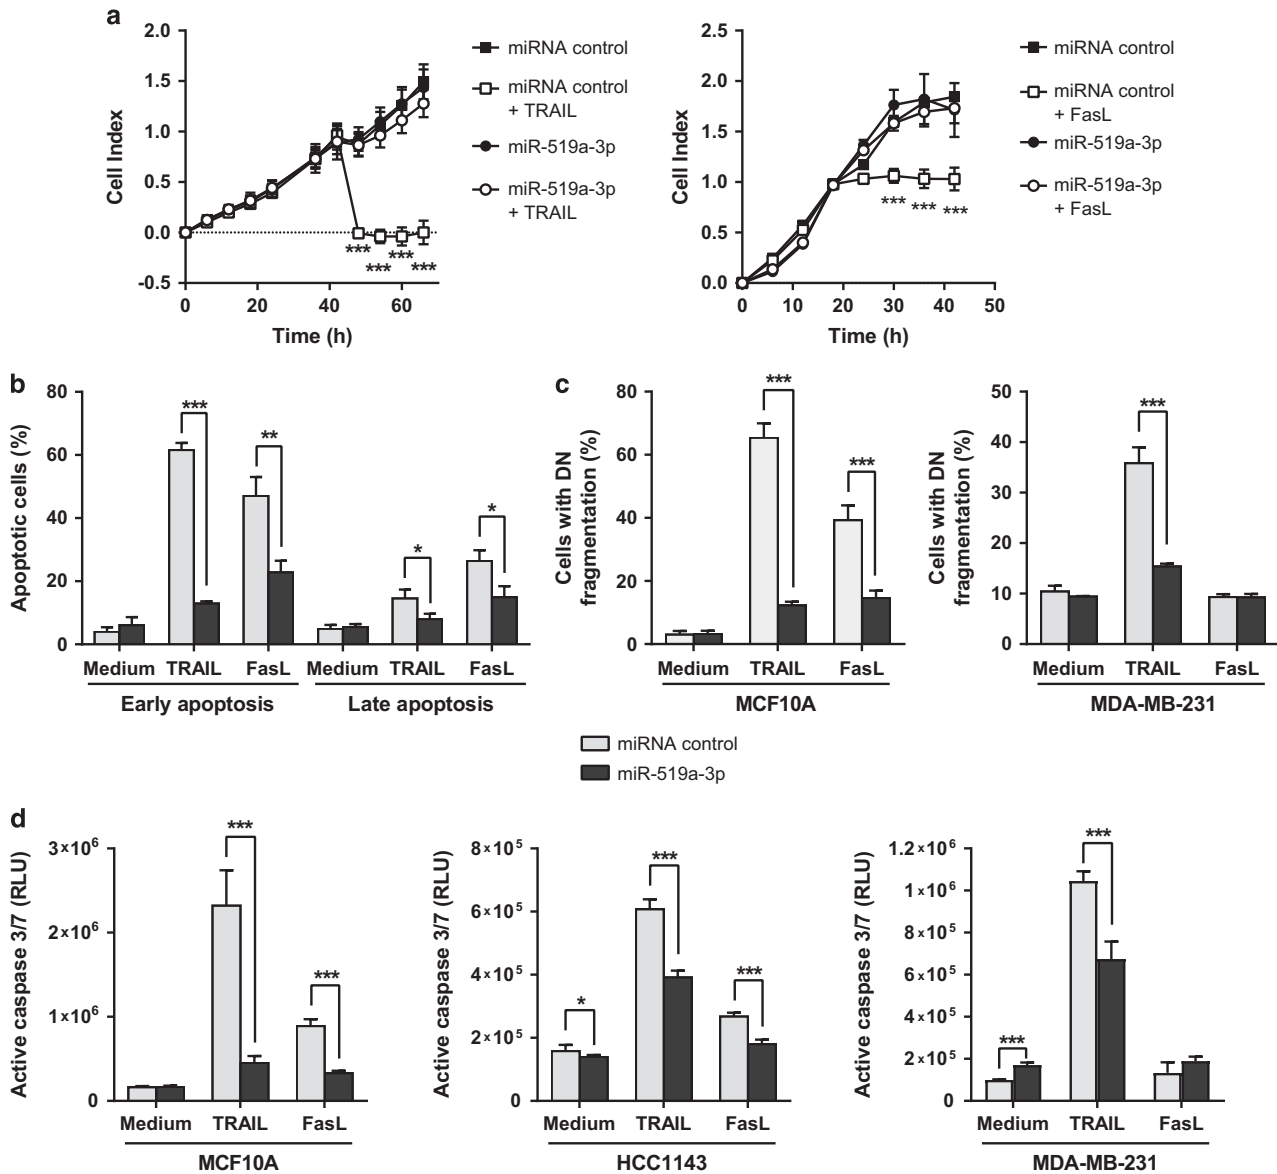 a
2.0
1.5
1.0
0.5
0.0
-0.5
Cell Index
0
20
40
60
Time (h)
***
***
***
***
miRNA control
miRNA control
+ TRAIL
miR-519a-3p
miR-519a-3p
+ TRAIL
2.5
2.0
1.5
1.0
0.5
0.0
Cell Index
0
10
20
30
40
50
Time (h)
***
***
***
miRNA control
miRNA control
+ FasL
miR-519a-3p
miR-519a-3p
+ FasL
b
80
60
40
20
0
Apoptotic cells (%)
***
**
*
*
Medium
TRAIL
FasL
Medium
TRAIL
FasL
Early apoptosis
Late apoptosis
c
80
60
40
20
0
Cells with DN
fragmentation (%)
***
***
Medium
TRAIL
FasL
MCF10A
50
40
30
20
10
0
Cells with DN
fragmentation (%)
***
Medium
TRAIL
FasL
MDA-MB-231
miRNA control
miR-519a-3p
d
3×10⁶
2×10⁶
1×10⁶
0
Active caspase 3/7 (RLU)
***
***
Medium
TRAIL
FasL
MCF10A
8×10⁵
6×10⁵
4×10⁵
2×10⁵
0
Active caspase 3/7 (RLU)
*
***
***
Medium
TRAIL
FasL
HCC1143
1.2×10⁶
1×10⁶
8×10⁵
6×10⁵
4×10⁵
2×10⁵
0
Active caspase 3/7 (RLU)
***
***
Medium
TRAIL
FasL
MDA-MB-231